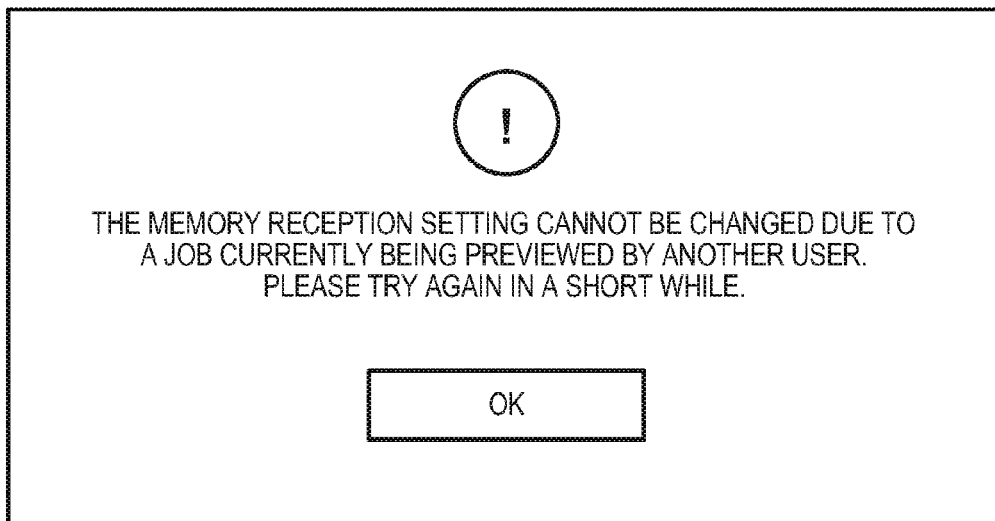 !
THE MEMORY RECEPTION SETTING CANNOT BE CHANGED DUE TO
A JOB CURRENTLY BEING PREVIEWED BY ANOTHER USER.
PLEASE TRY AGAIN IN A SHORT WHILE.
OK